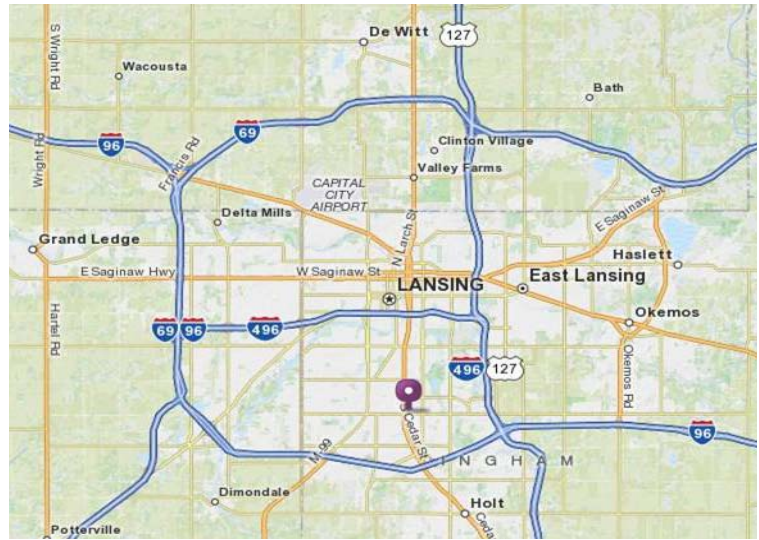 De Witt
127
S Wright Rd
Wacousta
Bath
69
96
Clinton Village
Wright Rd
Francis Rd
Valley Farms
CAPITAL
CITY
AIRPORT
E Saginaw St
Delta Mills
N Larch St
Grand Ledge
Haslett
E Saginaw Hwy
W Saginaw St
East Lansing
LANSING
Okemos
Hartel Rd
69
96
496
496
127
Okemos Rd
S Cedar St
96
M-99
INGHAM
Dimondale
Holt
Potterville
Ceda